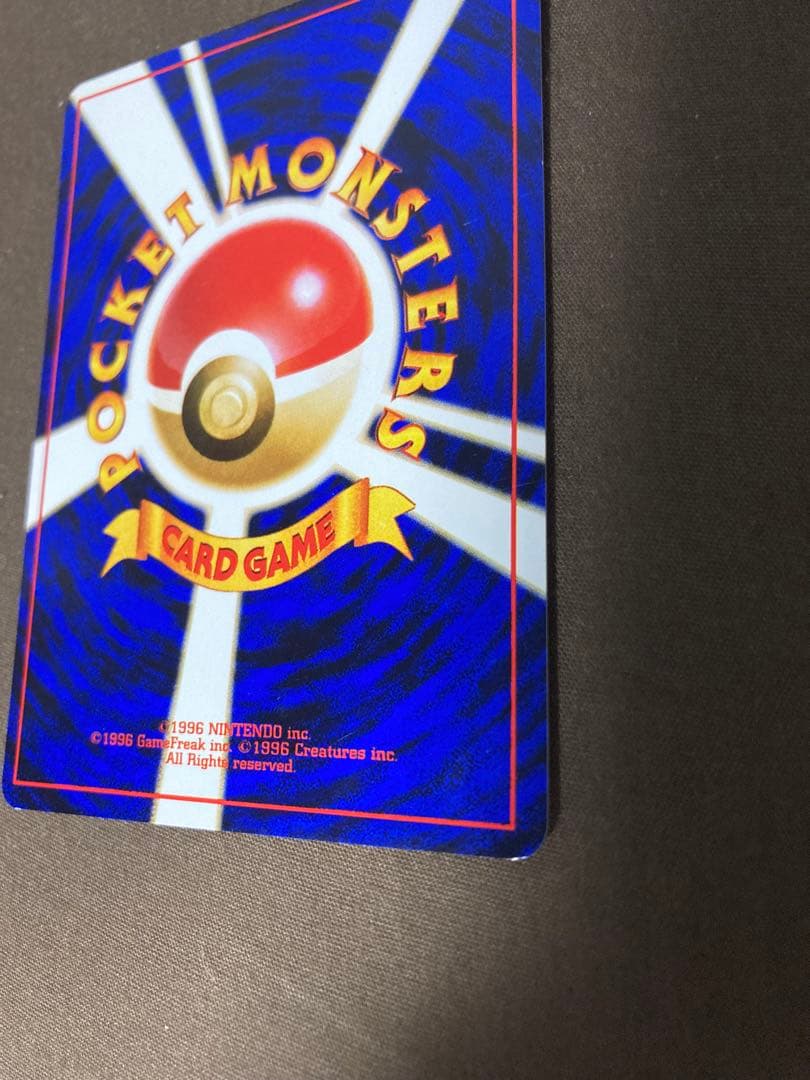 POCKET MONSTERS
CARD GAME
©1996 NINTENDO inc.
©1996 GameFreak inc. ©1996 Creatures inc.
All Rights reserved.